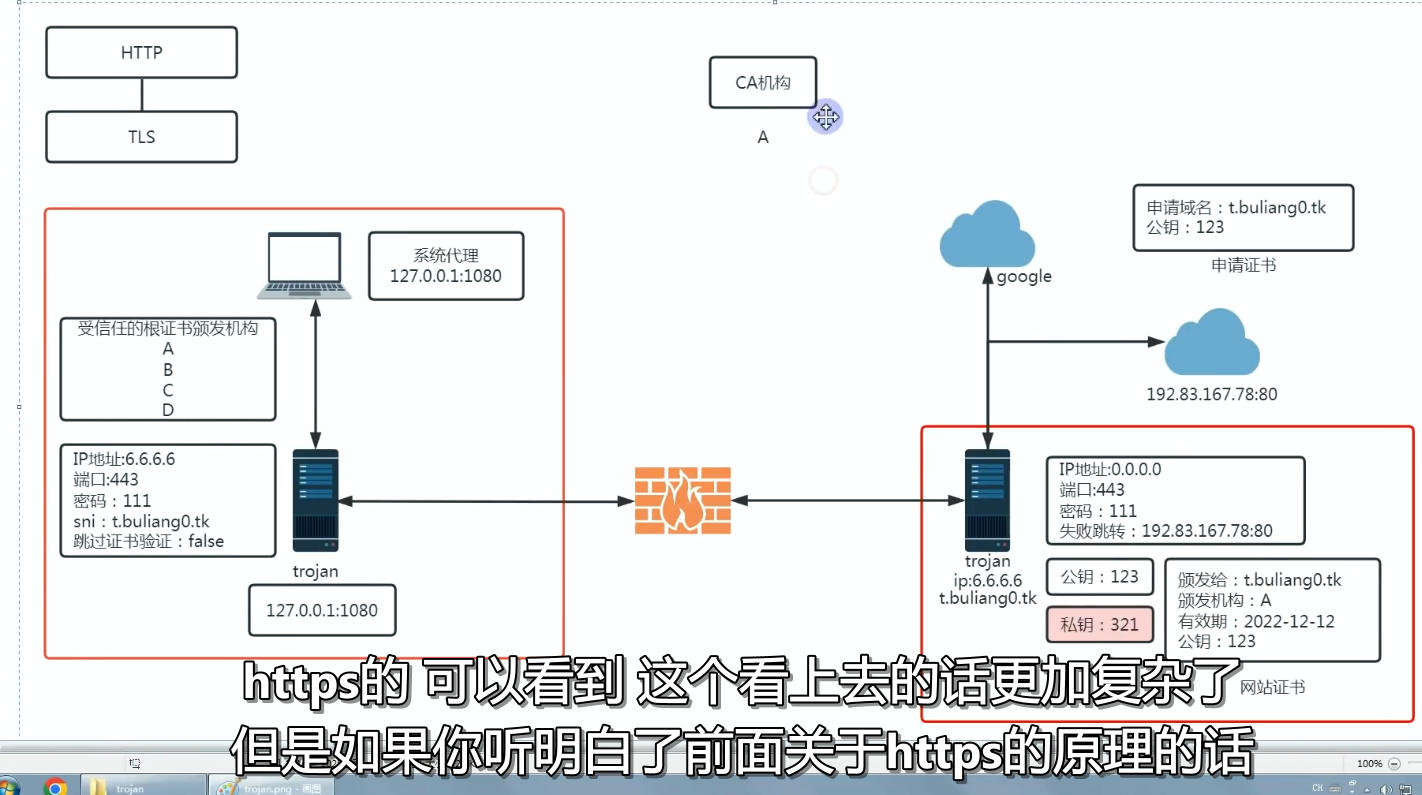 HTTP
TLS
CA机构
A
系统代理
127.0.0.1:1080
受信任的根证书颁发机构
A
B
C
D
IP地址:6.6.6.6
端口:443
密码：111
sni：t.buliang0.tk
跳过证书验证：false
trojan
127.0.0.1:1080
google
申请域名：t.buliang0.tk
公钥：123
申请证书
192.83.167.78:80
IP地址:0.0.0.0
端口:443
密码：111
失败跳转：192.83.167.78:80
trojan
ip:6.6.6.6
t.buliang0.tk
公钥：123
私钥：321
颁发给：t.buliang0.tk
颁发机构：A
有效期：2022-12-12
公钥：123
网站证书
https的 可以看到 这个看上去的话更加复杂了
但是如果你听明白了前面关于https的原理的话
100%
trojan
trojan.png - 画图
CH